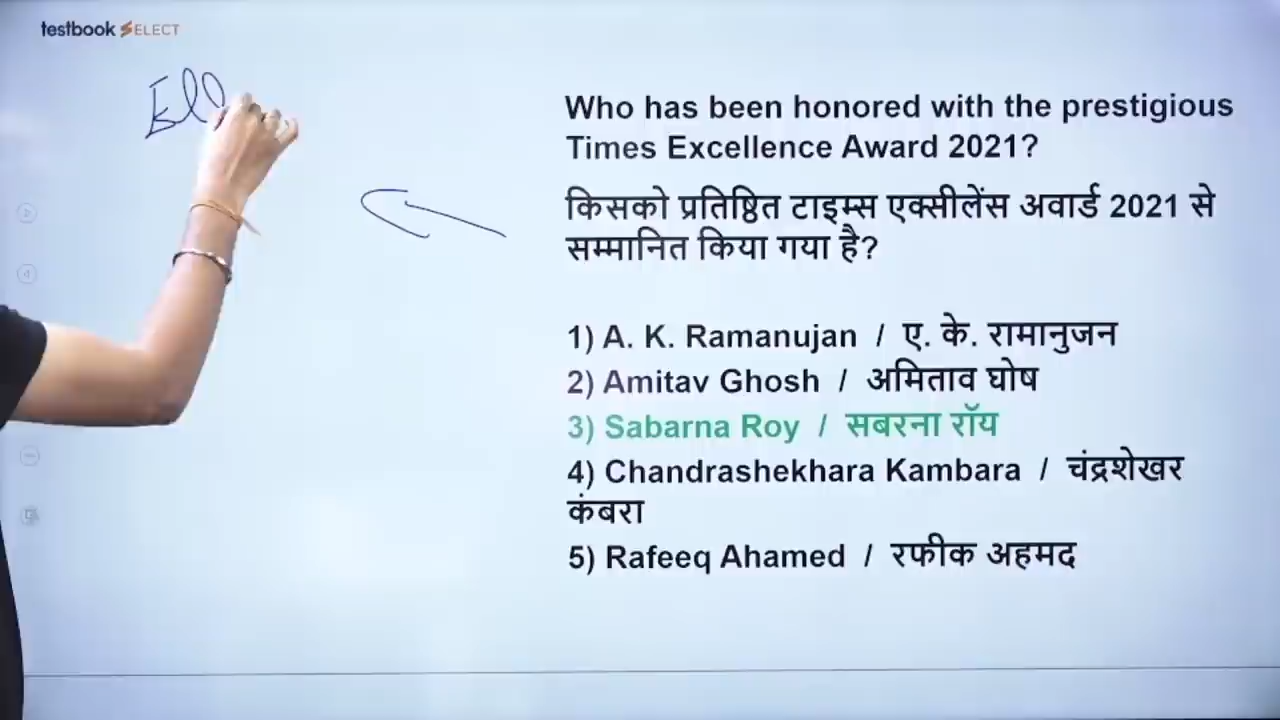 testbook SELECT
Ell
Who has been honored with the prestigious
Times Excellence Award 2021?
किसको प्रतिष्ठित टाइम्स एक्सीलेंस अवार्ड 2021 से
सम्मानित किया गया है?
1) A. K. Ramanujan / ए. के. रामानुजन
2) Amitav Ghosh / अमिताव घोष
3) Sabarna Roy / सबरना रॉय
4) Chandrashekhara Kambara / चंद्रशेखर
कंबरा
5) Rafeeq Ahamed / रफीक अहमद